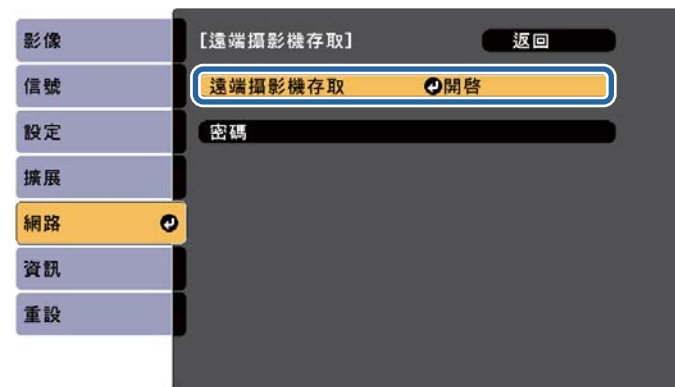 影像
信號
設定
擴展
網路
資訊
重設
[遠端攝影機存取]
返回
遠端攝影機存取 開啓
密碼